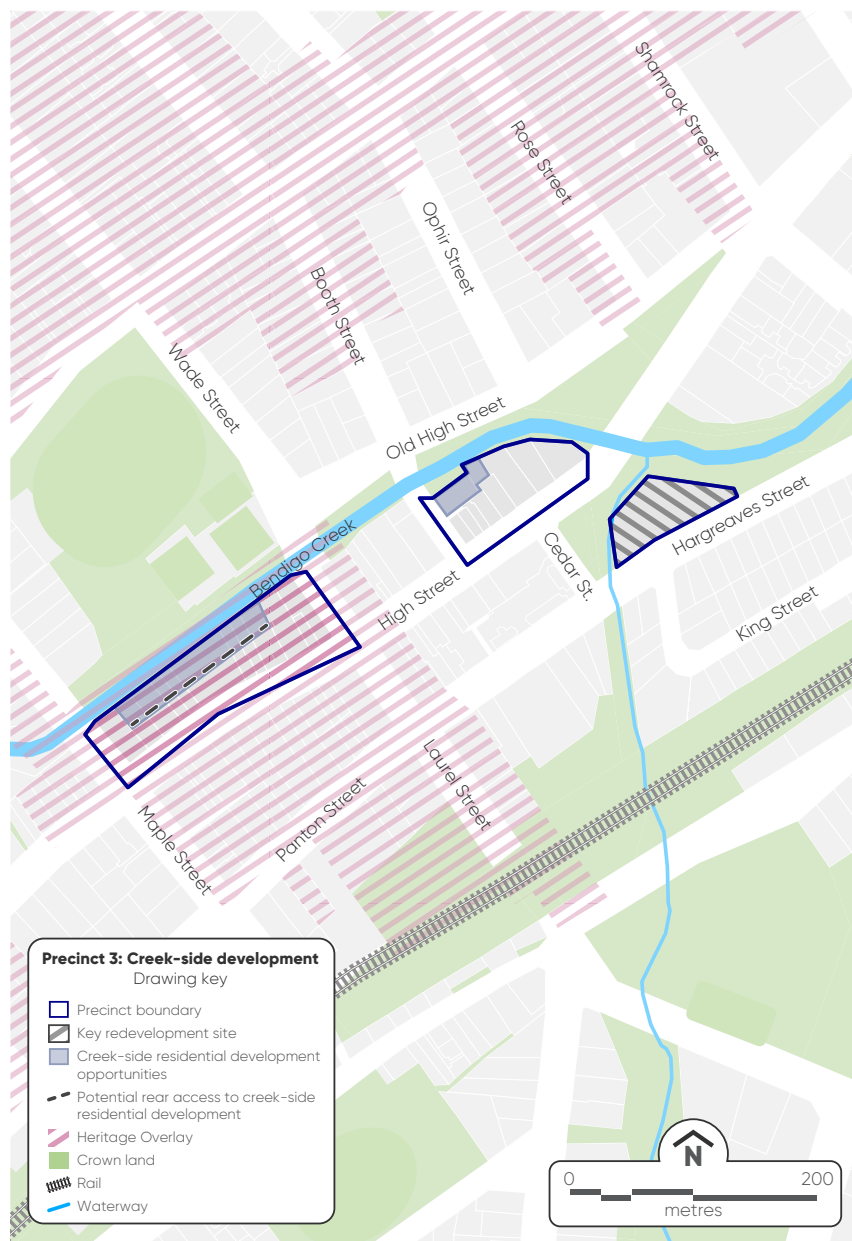 Shamrock Street
Rose Street
Ophir Street
Booth Street
Wade Street
Old High Street
Bendigo Creek
High Street
Cedar St.
Hargreaves Street
King Street
Laurel Street
Panton Street
Maple Street
Precinct 3: Creek-side development
Drawing key
Precinct boundary
Key redevelopment site
Creek-side residential development
opportunities
Potential rear access to creek-side
residential development
Heritage Overlay
Crown land
Rail
Waterway
N
0 200
metres